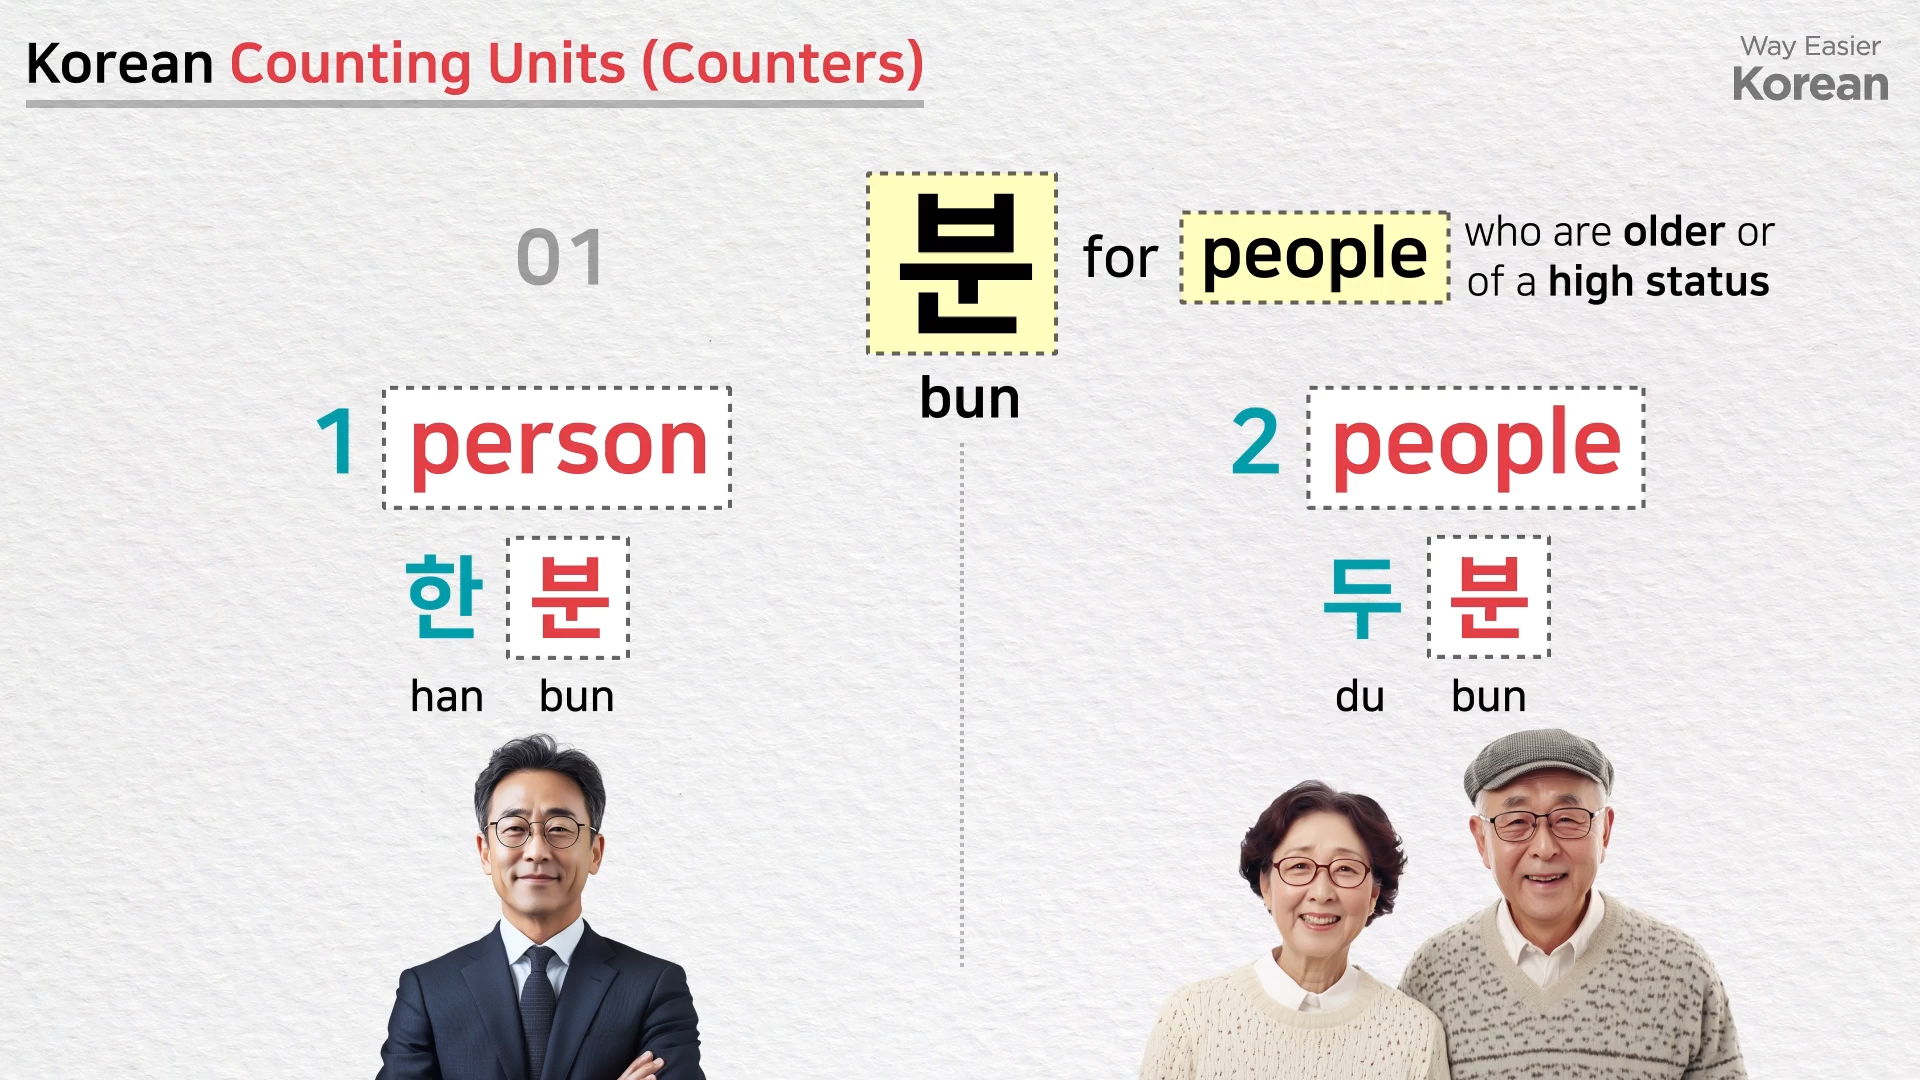 Korean Counting Units (Counters)
Way Easier
Korean
01
분 for people who are older or
of a high status
bun
1 person
한 분
han bun
2 people
두 분
du bun